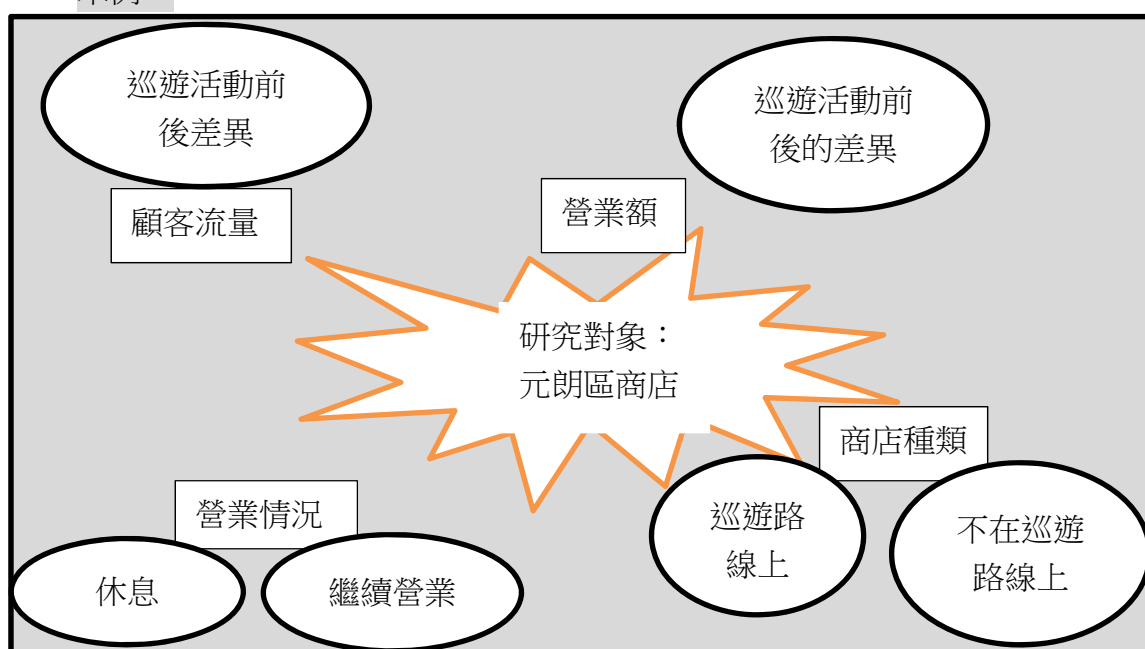 巡遊活動前
後差異
巡遊活動前
後的差異
顧客流量
營業額
研究對象：
元朗區商店
商店種類
營業情況
巡遊路
線上
不在巡遊
路線上
休息
繼續營業